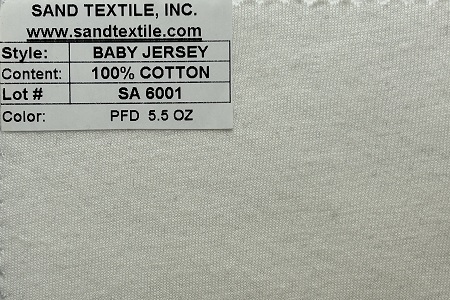 SAND TEXTILE, INC.
www.sandtextile.com
Style: BABY JERSEY
Content: 100% COTTON
Lot # SA 6001
Color: PFD 5.5 OZ